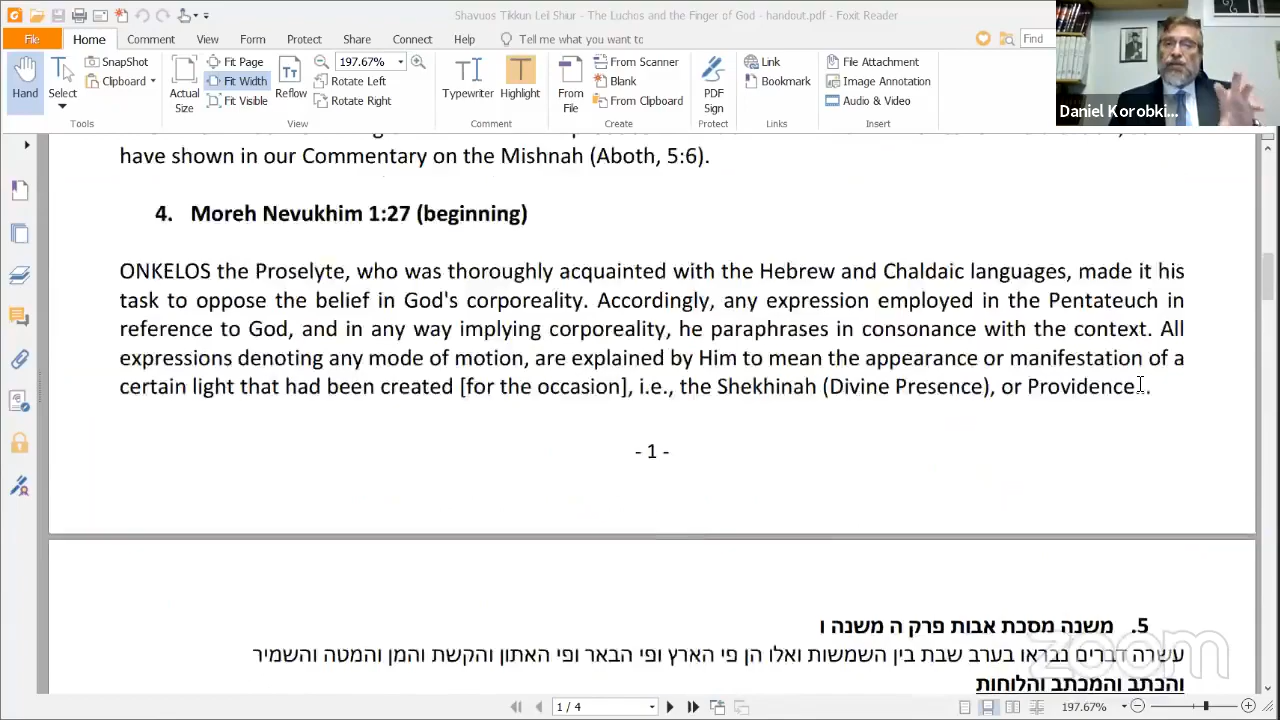 Shavuos Tikkun Leil Shiur - The Luchos and the Finger of God - handout.pdf - Foxit Reader
File Home Comment View Form Protect Share Connect Help Tell me what you want to do Find
Hand
Select
SnapShot
Clipboard
Tools
Actual Size
Fit Page
Fit Width
Fit Visible
Reflow
197.67%
Rotate Left
Rotate Right
View
Typewriter
Highlight
Comment
From File
From Scanner
Blank
From Clipboard
Create
PDF Sign
Protect
Link
Bookmark
Links
File Attachment
Image Annotation
Audio & Video
Insert
Daniel Korobki...
have shown in our Commentary on the Mishnah (Aboth, 5:6).
4. Moreh Nevukhim 1:27 (beginning)
ONKELOS the Proselyte, who was thoroughly acquainted with the Hebrew and Chaldaic languages, made it his
task to oppose the belief in God's corporeality. Accordingly, any expression employed in the Pentateuch in
reference to God, and in any way implying corporeality, he paraphrases in consonance with the context. All
expressions denoting any mode of motion, are explained by Him to mean the appearance or manifestation of a
certain light that had been created [for the occasion], i.e., the Shekhinah (Divine Presence), or Providence...
- 1 -
5. משנה מסכת אבות פרק ה משנה ו
עשרה דברים נבראו בערב שבת בין השמשות ואלו הן פי הארץ ופי הבאר ופי האתון והקשת והמן והמטה והשמיר
והכתב והמכתב והלוחות
zoom
1 / 4
197.67%